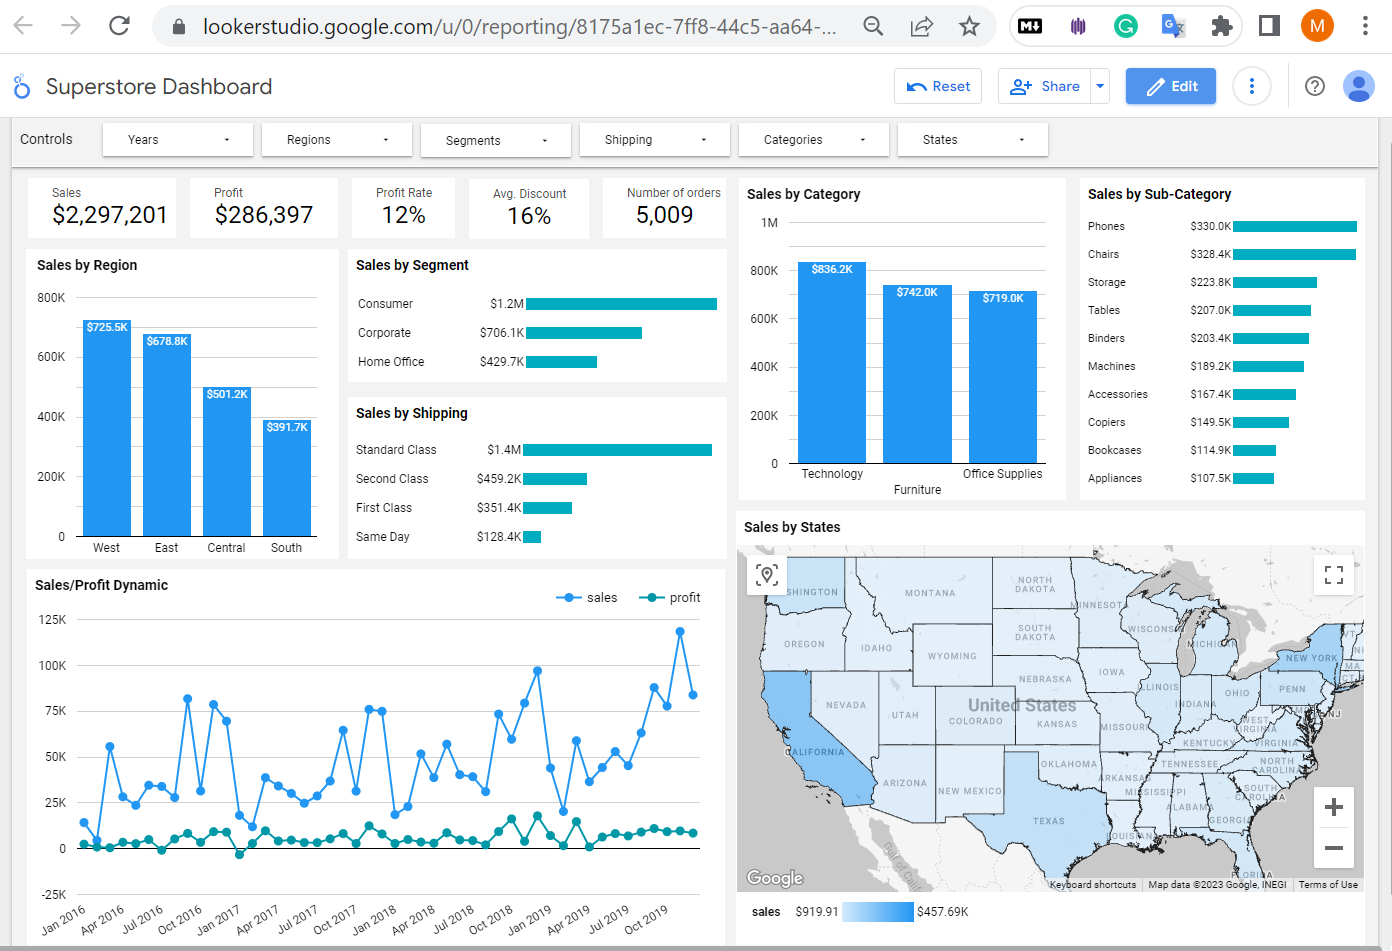 lookerstudio.google.com/u/0/reporting/8175a1ec-7ff8-44c5-aa64-...
M
Superstore Dashboard
Reset
Share
Edit
Controls
Years
Regions
Segments
Shipping
Categories
States
Sales
$2,297,201
Profit
$286,397
Profit Rate
12%
Avg. Discount
16%
Number of orders
5,009
Sales by Region
800K
600K
400K
200K
0
$725.5K
$678.8K
$501.2K
$391.7K
West
East
Central
South
Sales by Segment
Consumer $1.2M
Corporate $706.1K
Home Office $429.7K
Sales by Shipping
Standard Class $1.4M
Second Class $459.2K
First Class $351.4K
Same Day $128.4K
Sales by Category
1M
800K
600K
400K
200K
0
$836.2K
$742.0K
$719.0K
Technology
Furniture
Office Supplies
Sales by Sub-Category
Phones $330.0K
Chairs $328.4K
Storage $223.8K
Tables $207.0K
Binders $203.4K
Machines $189.2K
Accessories $167.4K
Copiers $149.5K
Bookcases $114.9K
Appliances $107.5K
Sales/Profit Dynamic
sales
profit
125K
100K
75K
50K
25K
0
-25K
Jan 2016
Apr 2016
Jul 2016
Oct 2016
Jan 2017
Apr 2017
Jul 2017
Oct 2017
Jan 2018
Apr 2018
Jul 2018
Oct 2018
Jan 2019
Apr 2019
Jul 2019
Oct 2019
Sales by States
SHINGTON
MONTANA
NORTH
DAKOTA
MINNESOTA
OREGON
IDAHO
SOUTH
DAKOTA
WISCONS
MICHIGAN
WYOMING
NEW YORK
VT
MA
IOWA
NEBRASKA
ILLINOIS
INDIANA
OHIO
PENN
NJ
NEVADA
UTAH
United States
COLORADO
KANSAS
MISSOURI
WEST
VIRGINIA
CALIFORNIA
KENTUCKY
VIRGINIA
OKLAHOMA
TENNESSEE
NORTH
CAROLINA
ARIZONA
NEW MEXICO
ARKANSAS
MISSISSIPPI
SOUTH
CAROLINA
ALABAMA
GEORGIA
TEXAS
LOUISIAN
FLORIDA
Gulf of Calif
Google
Keyboard shortcuts
Map data ©2023 Google, INEGI
Terms of Use
sales $919.91 $457.69K